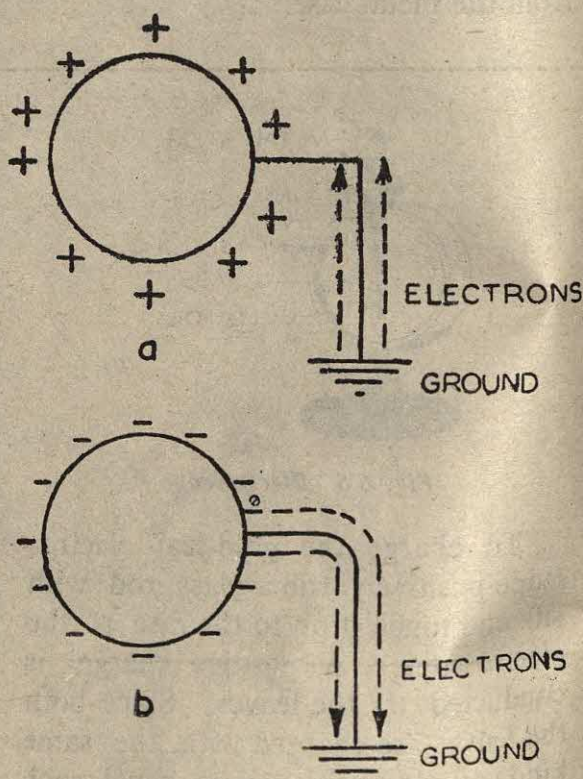 + + + + + + + + + + +
ELECTRONS
a
GROUND
ELECTRONS
b
GROUND